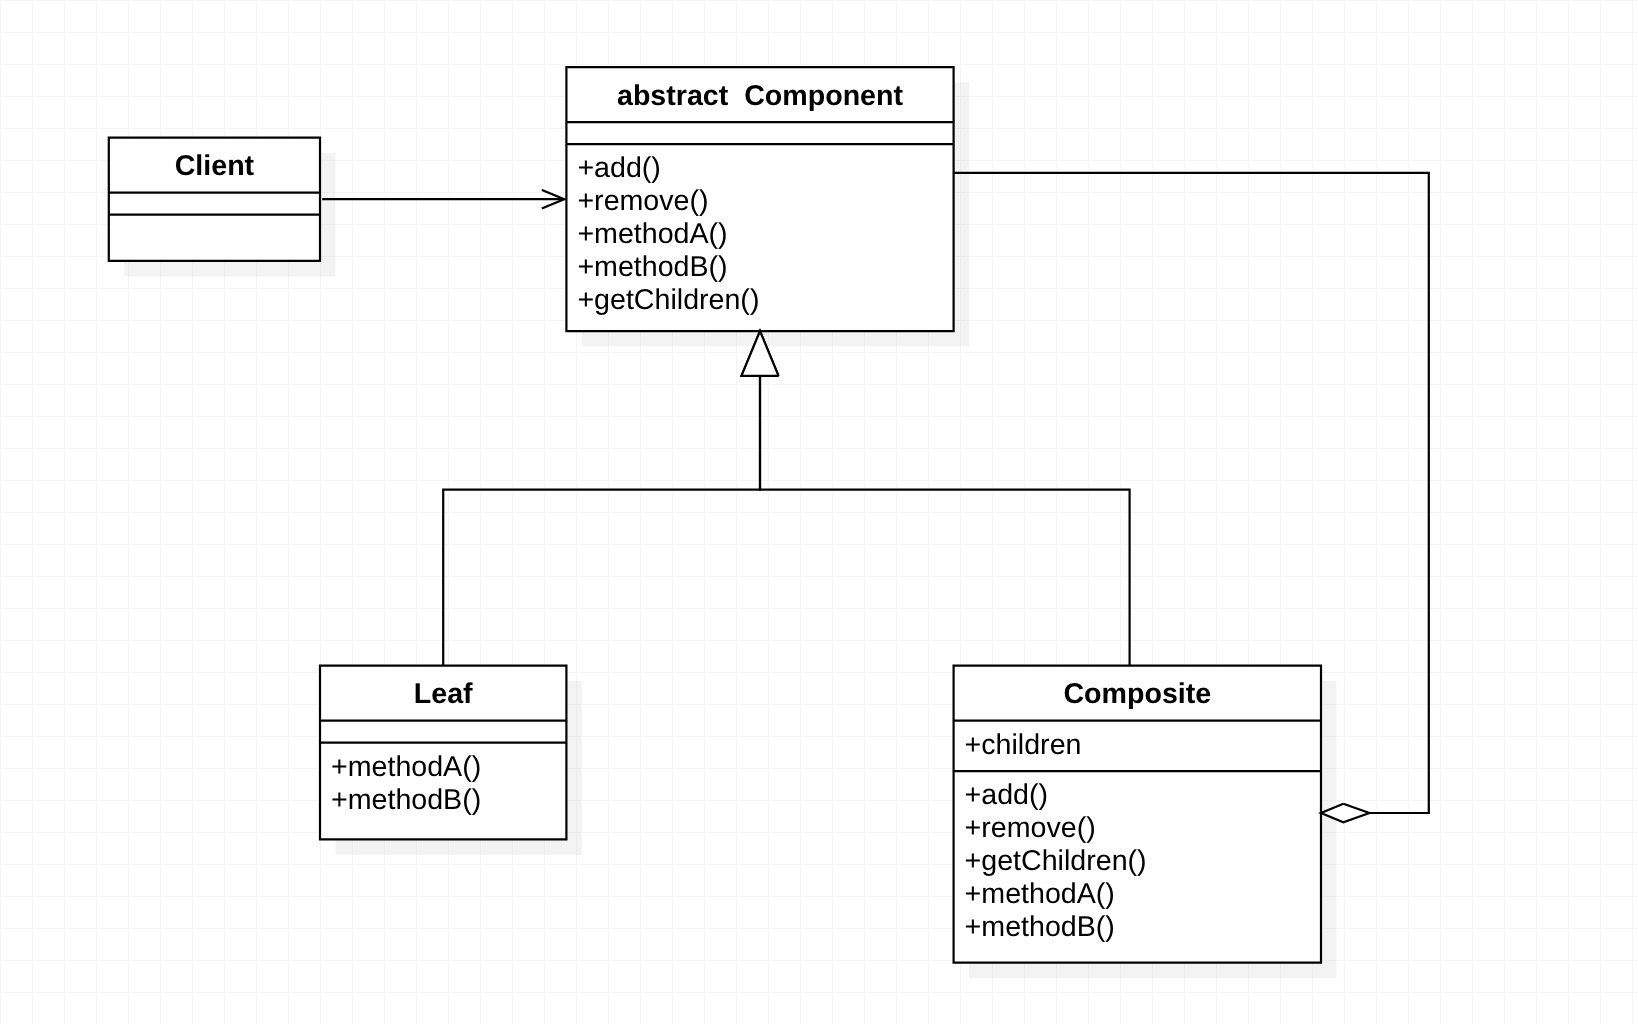 abstract  Component
+add()
+remove()
+methodA()
+methodB()
+getChildren()
Client
Leaf
+methodA()
+methodB()
Composite
+children
+add()
+remove()
+getChildren()
+methodA()
+methodB()